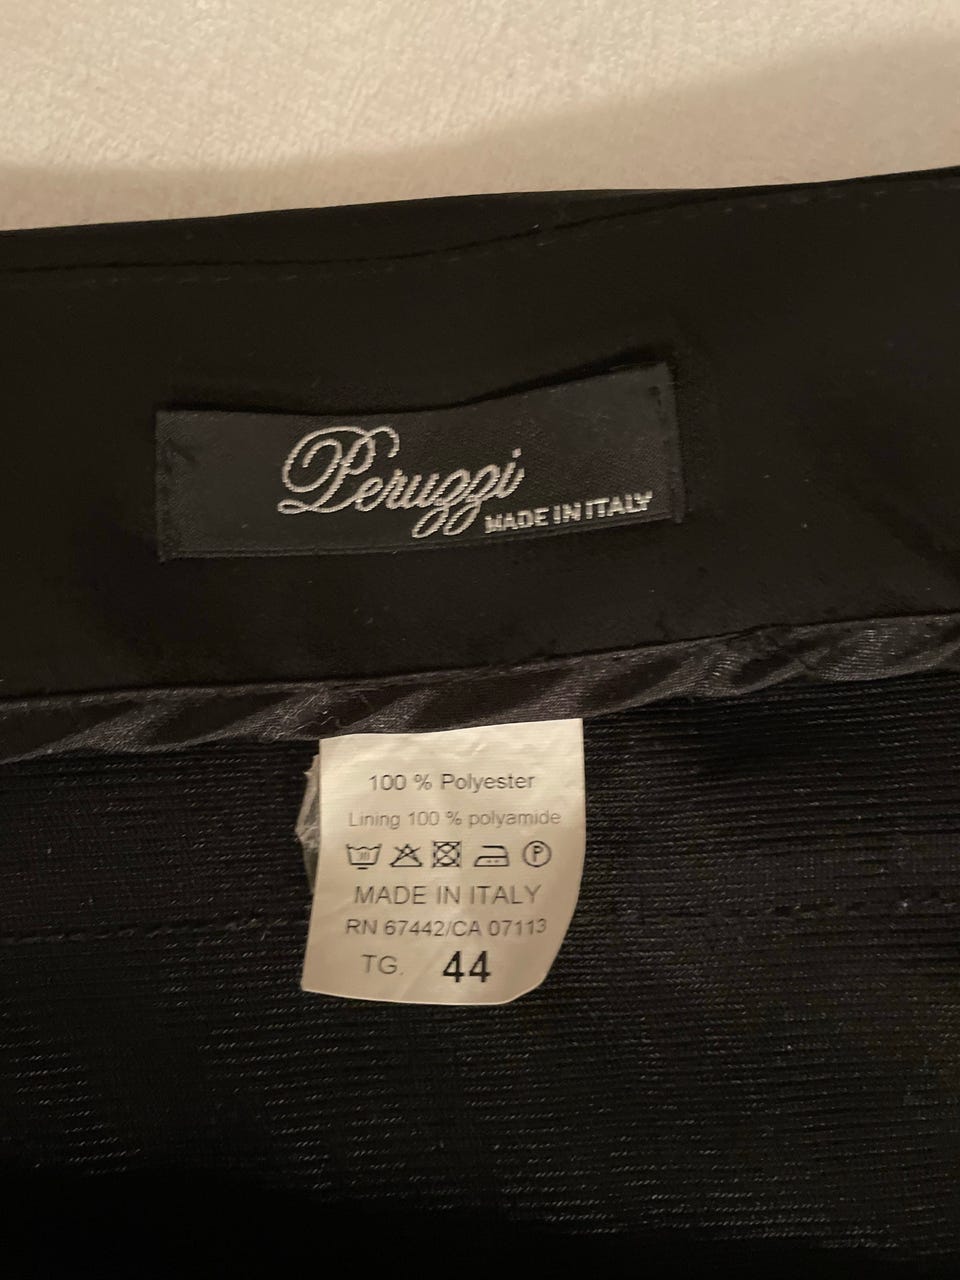 Peruzzi
MADE IN ITALY
100 % Polyester
Lining 100 % polyamide
P
MADE IN ITALY
RN 67442/CA 07113
TG. 44